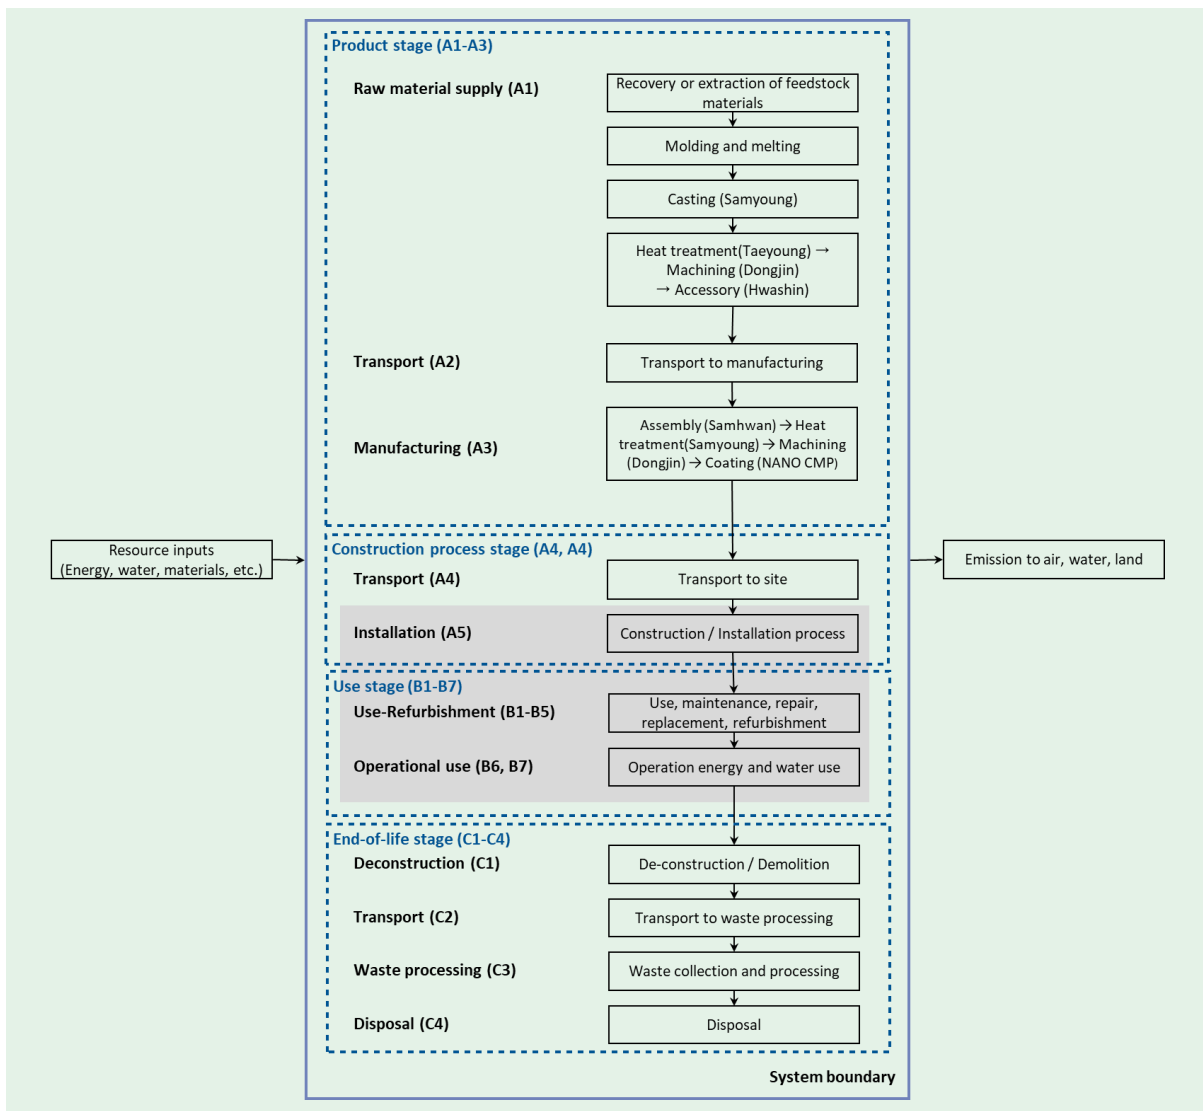 Product stage (A1-A3)
Raw material supply (A1)
Recovery or extraction of feedstock
materials
Molding and melting
Casting (Samyoung)
Heat treatment(Taeyoung) →
Machining (Dongjin)
→ Accessory (Hwashin)
Transport (A2)
Transport to manufacturing
Manufacturing (A3)
Assembly (Samhwan) → Heat
treatment(Samyoung) → Machining
(Dongjin) → Coating (NANO CMP)
Resource inputs
(Energy, water, materials, etc.)
Construction process stage (A4, A4)
Transport (A4)
Transport to site
Emission to air, water, land
Installation (A5)
Construction / Installation process
Use stage (B1-B7)
Use-Refurbishment (B1-B5)
Use, maintenance, repair,
replacement, refurbishment
Operational use (B6, B7)
Operation energy and water use
End-of-life stage (C1-C4)
Deconstruction (C1)
De-construction / Demolition
Transport (C2)
Transport to waste processing
Waste processing (C3)
Waste collection and processing
Disposal (C4)
Disposal
System boundary